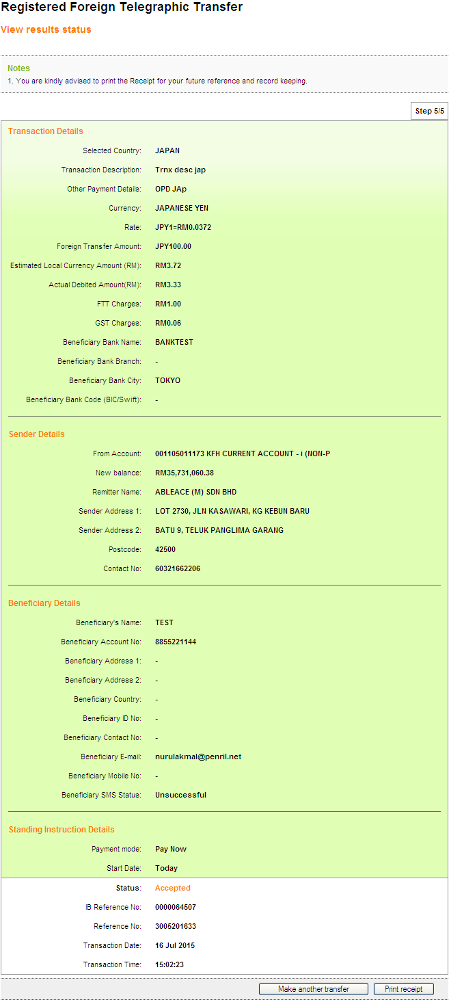 Registered Foreign Telegraphic Transfer
View results status
Notes
1. You are kindly advised to print the Receipt for your future reference and record keeping.
Step 5/5
Transaction Details
Selected Country: JAPAN
Transaction Description: Trnx desc jap
Other Payment Details: OPD JAp
Currency: JAPANESE YEN
Rate: JPY1=RM0.0372
Foreign Transfer Amount: JPY100.00
Estimated Local Currency Amount (RM): RM3.72
Actual Debited Amount(RM): RM3.33
FTT Charges: RM1.00
GST Charges: RM0.06
Beneficiary Bank Name: BANKTEST
Beneficiary Bank Branch: -
Beneficiary Bank City: TOKYO
Beneficiary Bank Code (BIC/Swift): -
Sender Details
From Account: 001105011173 KFH CURRENT ACCOUNT - i (NON-P
New balance: RM35,731,060.38
Remitter Name: ABLEACE (M) SDN BHD
Sender Address 1: LOT 2730, JLN KASAWARI, KG KEBUN BARU
Sender Address 2: BATU 9, TELUK PANGLIMA GARANG
Postcode: 42500
Contact No: 60321662206
Beneficiary Details
Beneficiary's Name: TEST
Beneficiary Account No: 8855221144
Beneficiary Address 1: -
Beneficiary Address 2: -
Beneficiary Country: -
Beneficiary ID No: -
Beneficiary Contact No: -
Beneficiary E-mail: nurulakmal@penril.net
Beneficiary Mobile No: -
Beneficiary SMS Status: Unsuccessful
Standing Instruction Details
Payment mode: Pay Now
Start Date: Today
Status: Accepted
IB Reference No: 0000064507
Reference No: 3005201633
Transaction Date: 16 Jul 2015
Transaction Time: 15:02:23
Make another transfer Print receipt